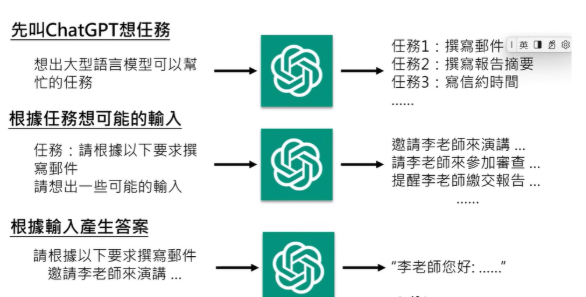 先叫ChatGPT想任務
想出大型語言模型可以幫
忙的任務
任務1：撰寫郵件
任務2：撰寫報告摘要
任務3：寫信約時間
......
英
根據任務想可能的輸入
任務：請根據以下要求撰
寫郵件
請想出一些可能的輸入
邀請李老師來演講 ...
請李老師來參加審查 ...
提醒李老師繳交報告 ...
......
根據輸入產生答案
請根據以下要求撰寫郵件
邀請李老師來演講 ...
“李老師您好: ......”